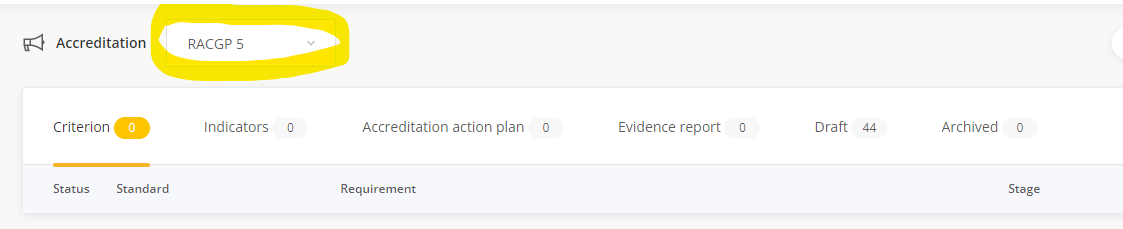 Accreditation RACGP 5
Criterion 0 Indicators 0 Accreditation action plan 0 Evidence report 0 Draft 44 Archived 0
Status Standard Requirement Stage